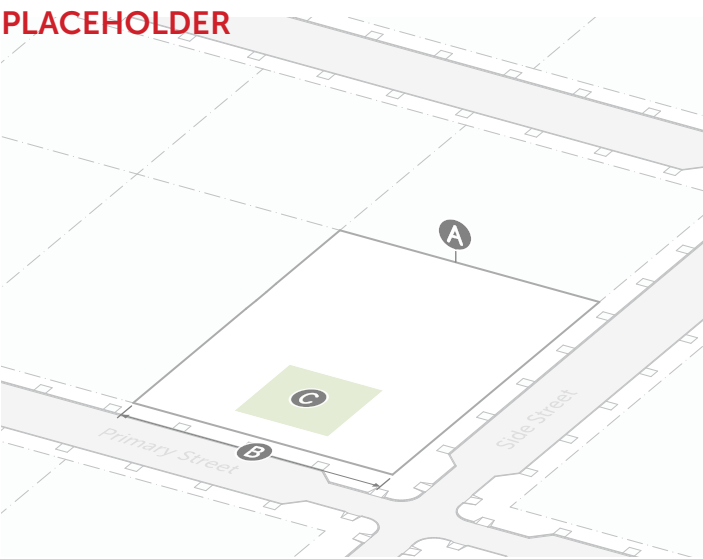 PLACEHOLDER
A
C
Side Street
Primary Street
B